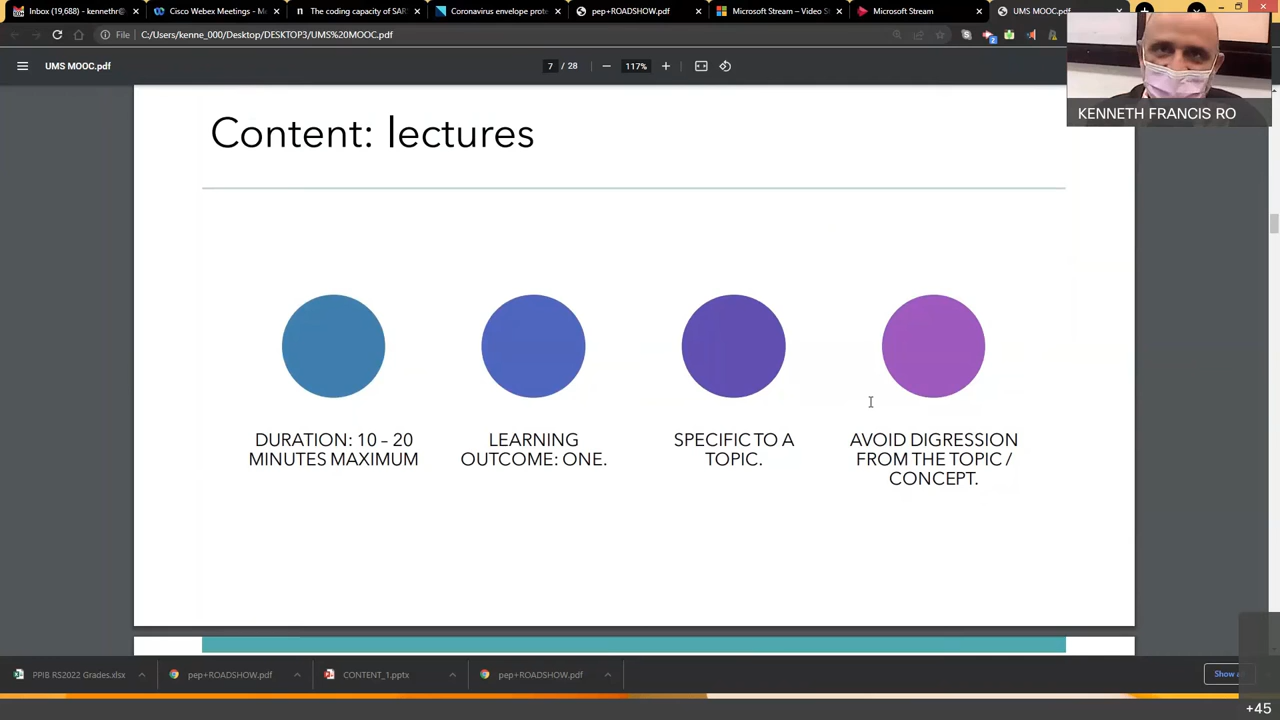 Inbox (19,688) - kennethr@
Cisco Webex Meetings - M
The coding capacity of SAR
Coronavirus envelope prote
pep+ROADSHOW.pdf
Microsoft Stream – Video S
Microsoft Stream
UMS MOOC.pdf
File
C:/Users/kenne_000/Desktop/DESKTOP3/UMS%20MOOC.pdf
2
UMS MOOC.pdf
7 / 28
117%
KENNETH FRANCIS RO
Content: lectures
DURATION: 10 – 20
MINUTES MAXIMUM
LEARNING
OUTCOME: ONE.
SPECIFIC TO A
TOPIC.
AVOID DIGRESSION
FROM THE TOPIC /
CONCEPT.
PPIB RS2022 Grades.xlsx
pep+ROADSHOW.pdf
CONTENT_1.pptx
pep+ROADSHOW.pdf
Show
+45